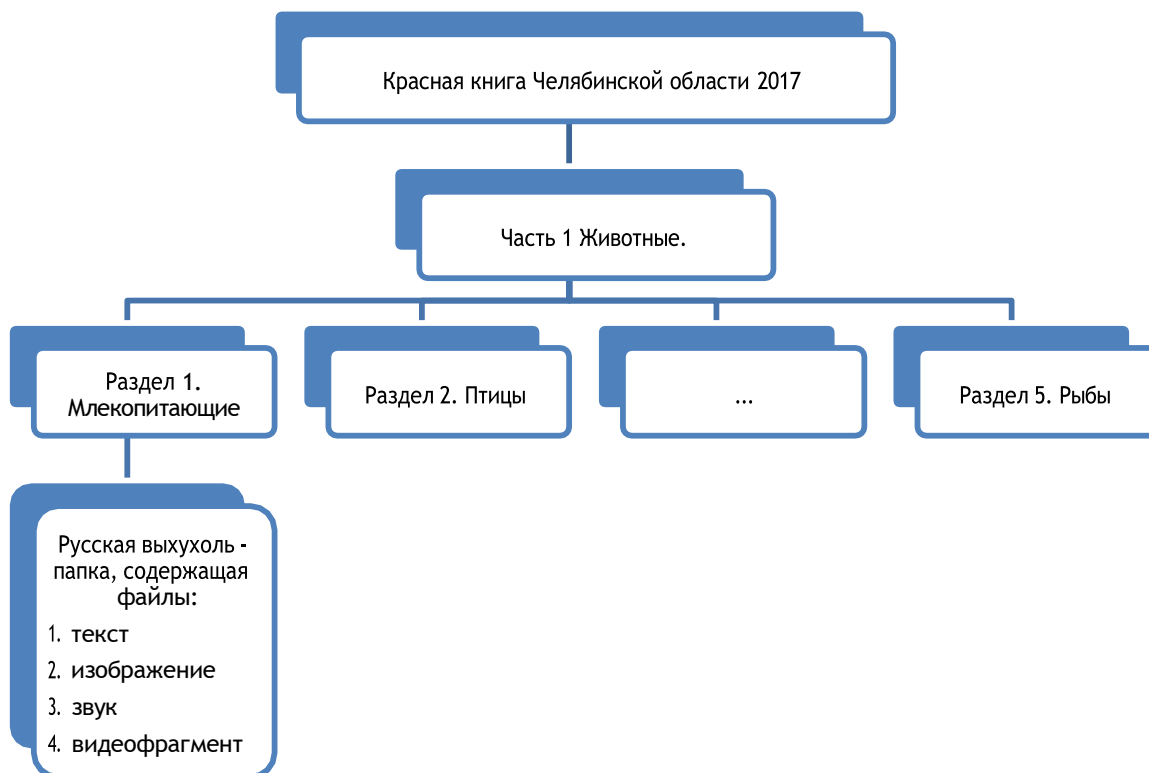 Красная книга Челябинской области 2017
Часть 1 Животные.
Раздел 1.
Млекопитающие
Раздел 2. Птицы
...
Раздел 5. Рыбы
Русская выхухоль -
папка, содержащая
файлы:
1. текст
2. изображение
3. звук
4. видеофрагмент